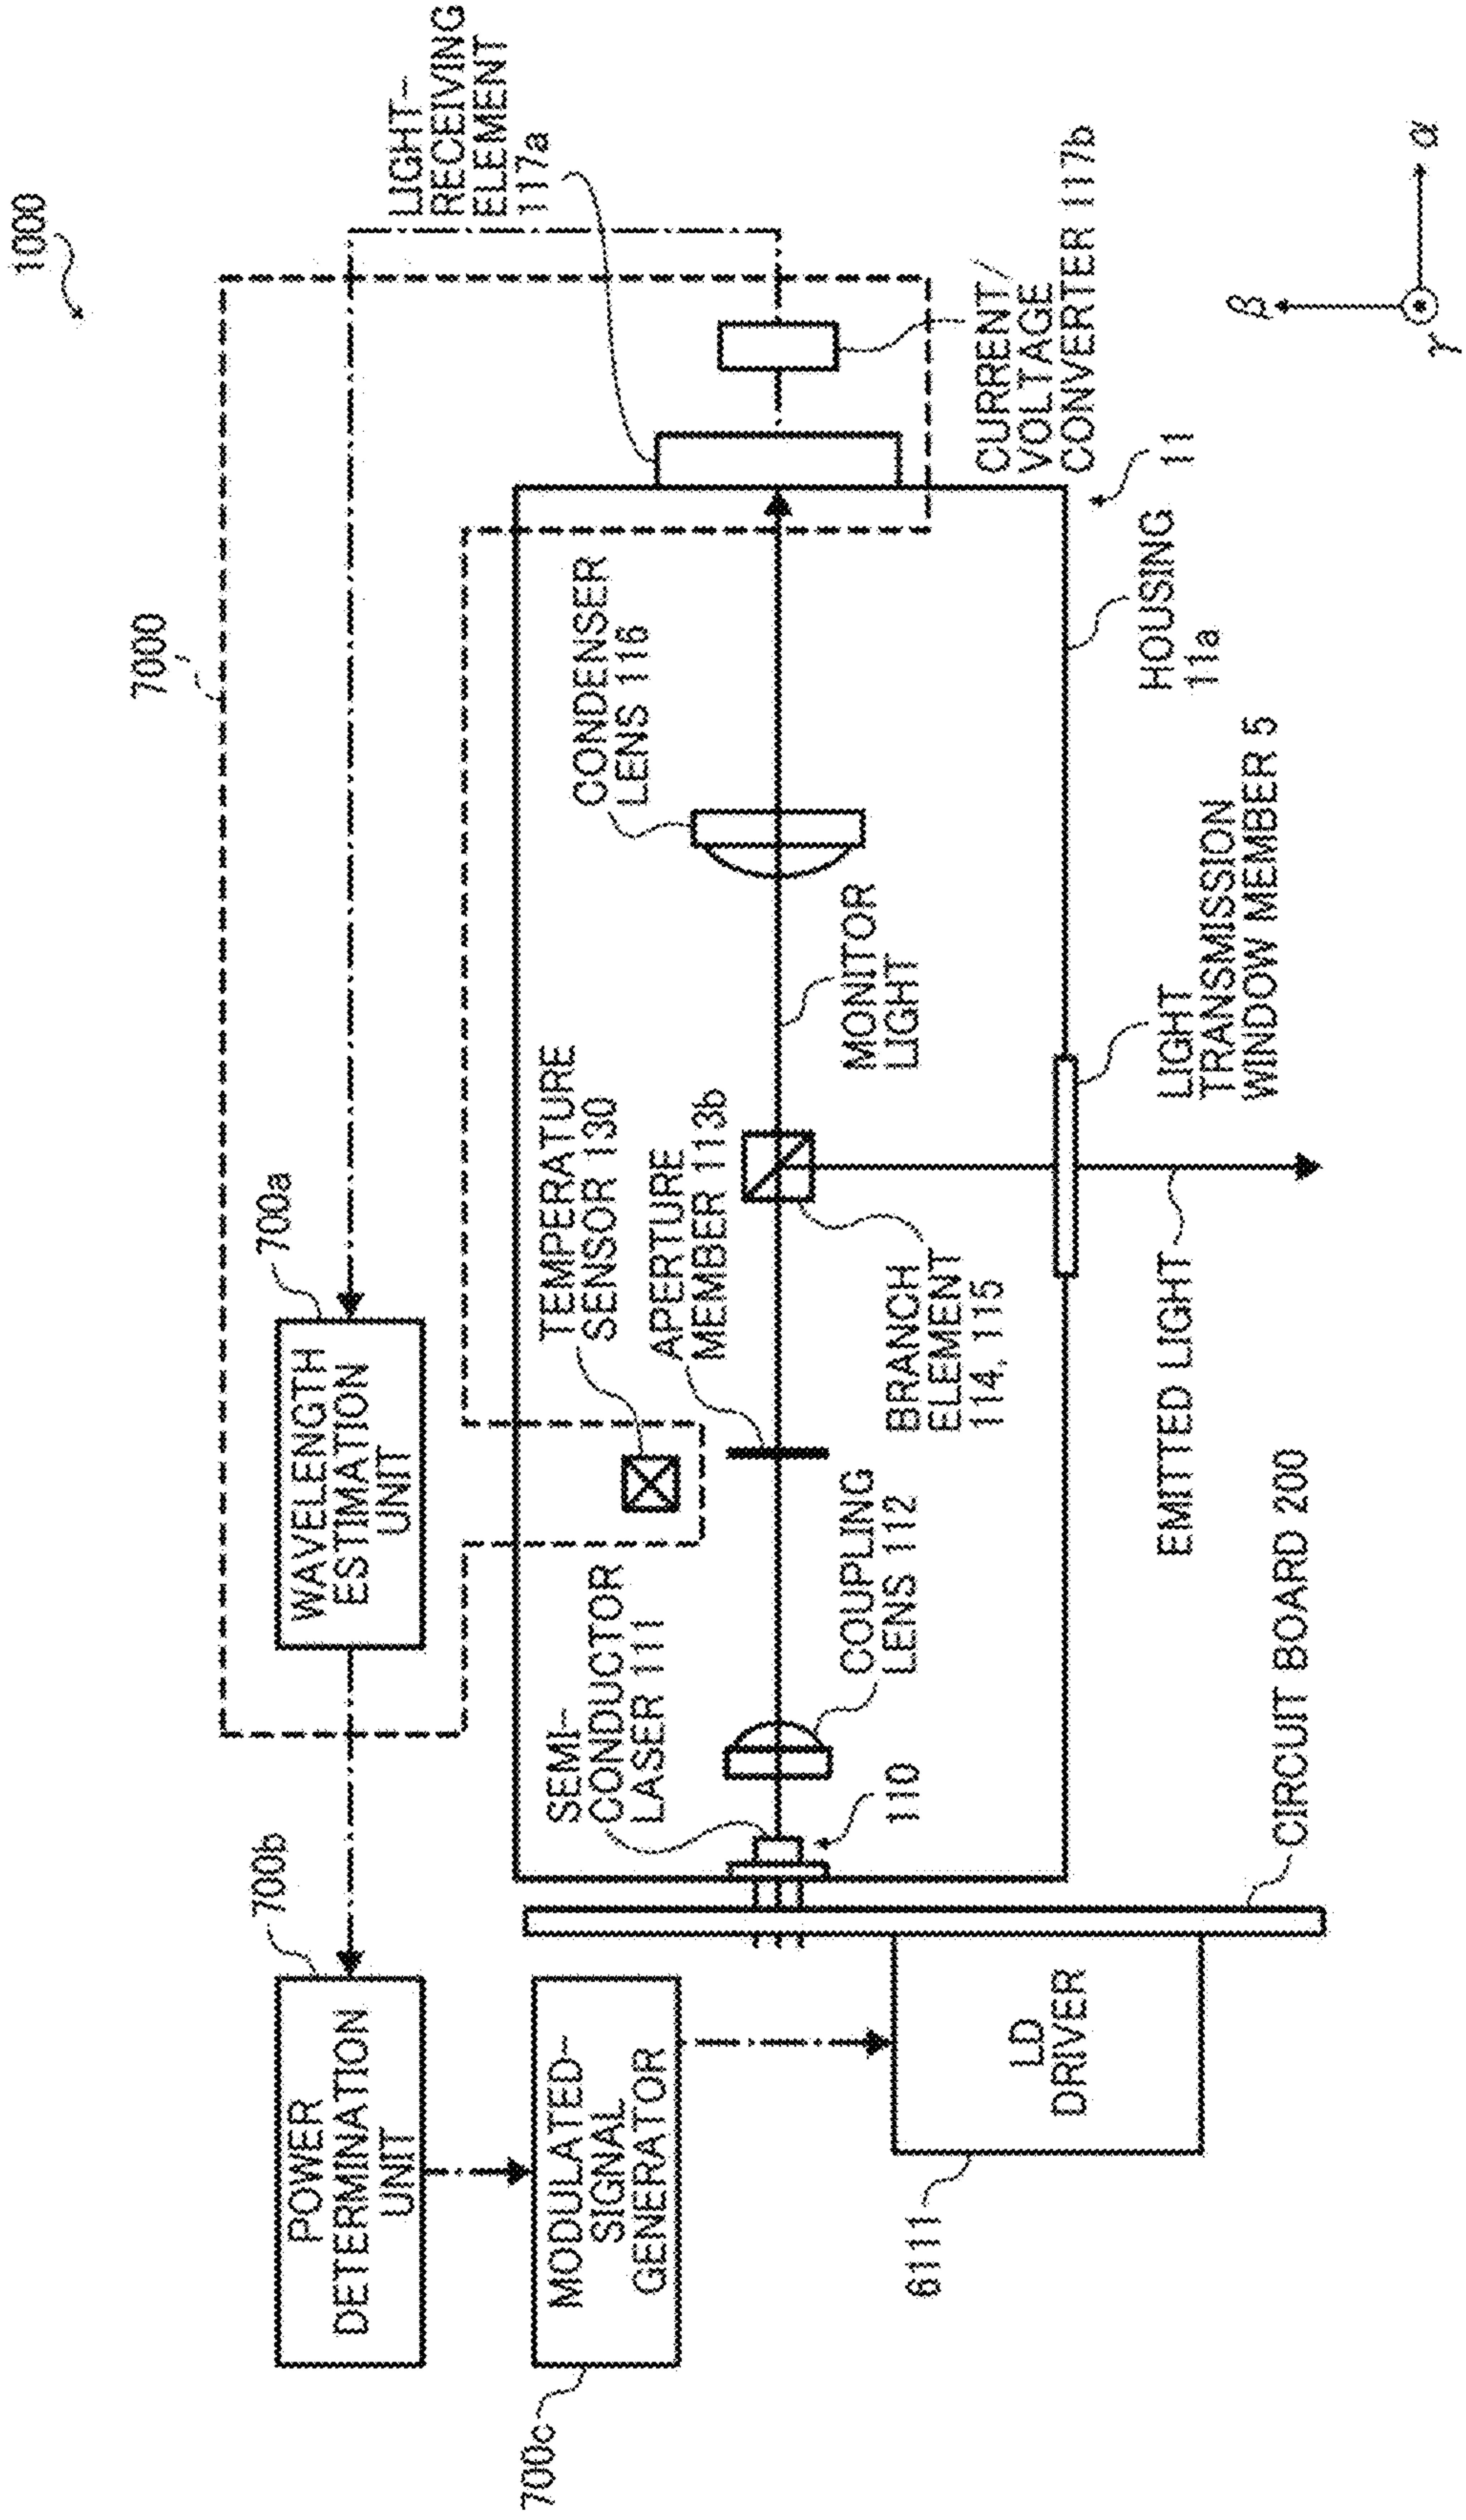 1000
7000
LIGHT-
RECEIVING
ELEMENT
117a
700b
700a
POWER
DETERMINATION
UNIT
WAVELENGTH
ESTIMATION
UNIT
700c
MODULATED-
SIGNAL
GENERATOR
SEMI-
CONDUCTOR
LASER 111
TEMPERATURE
SENSOR 130
APERTURE
MEMBER 113b
CONDENSER
LENS 116
COUPLING
LENS 112
110
BRANCH
ELEMENT
114, 115
MONITOR
LIGHT
CURRENT/
VOLTAGE
CONVERTER 117b
6111
LD
DRIVER
EMITTED LIGHT
LIGHT
TRANSMISSION
WINDOW MEMBER 5
HOUSING
11a
11
CIRCUIT BOARD 200
β
α
γ